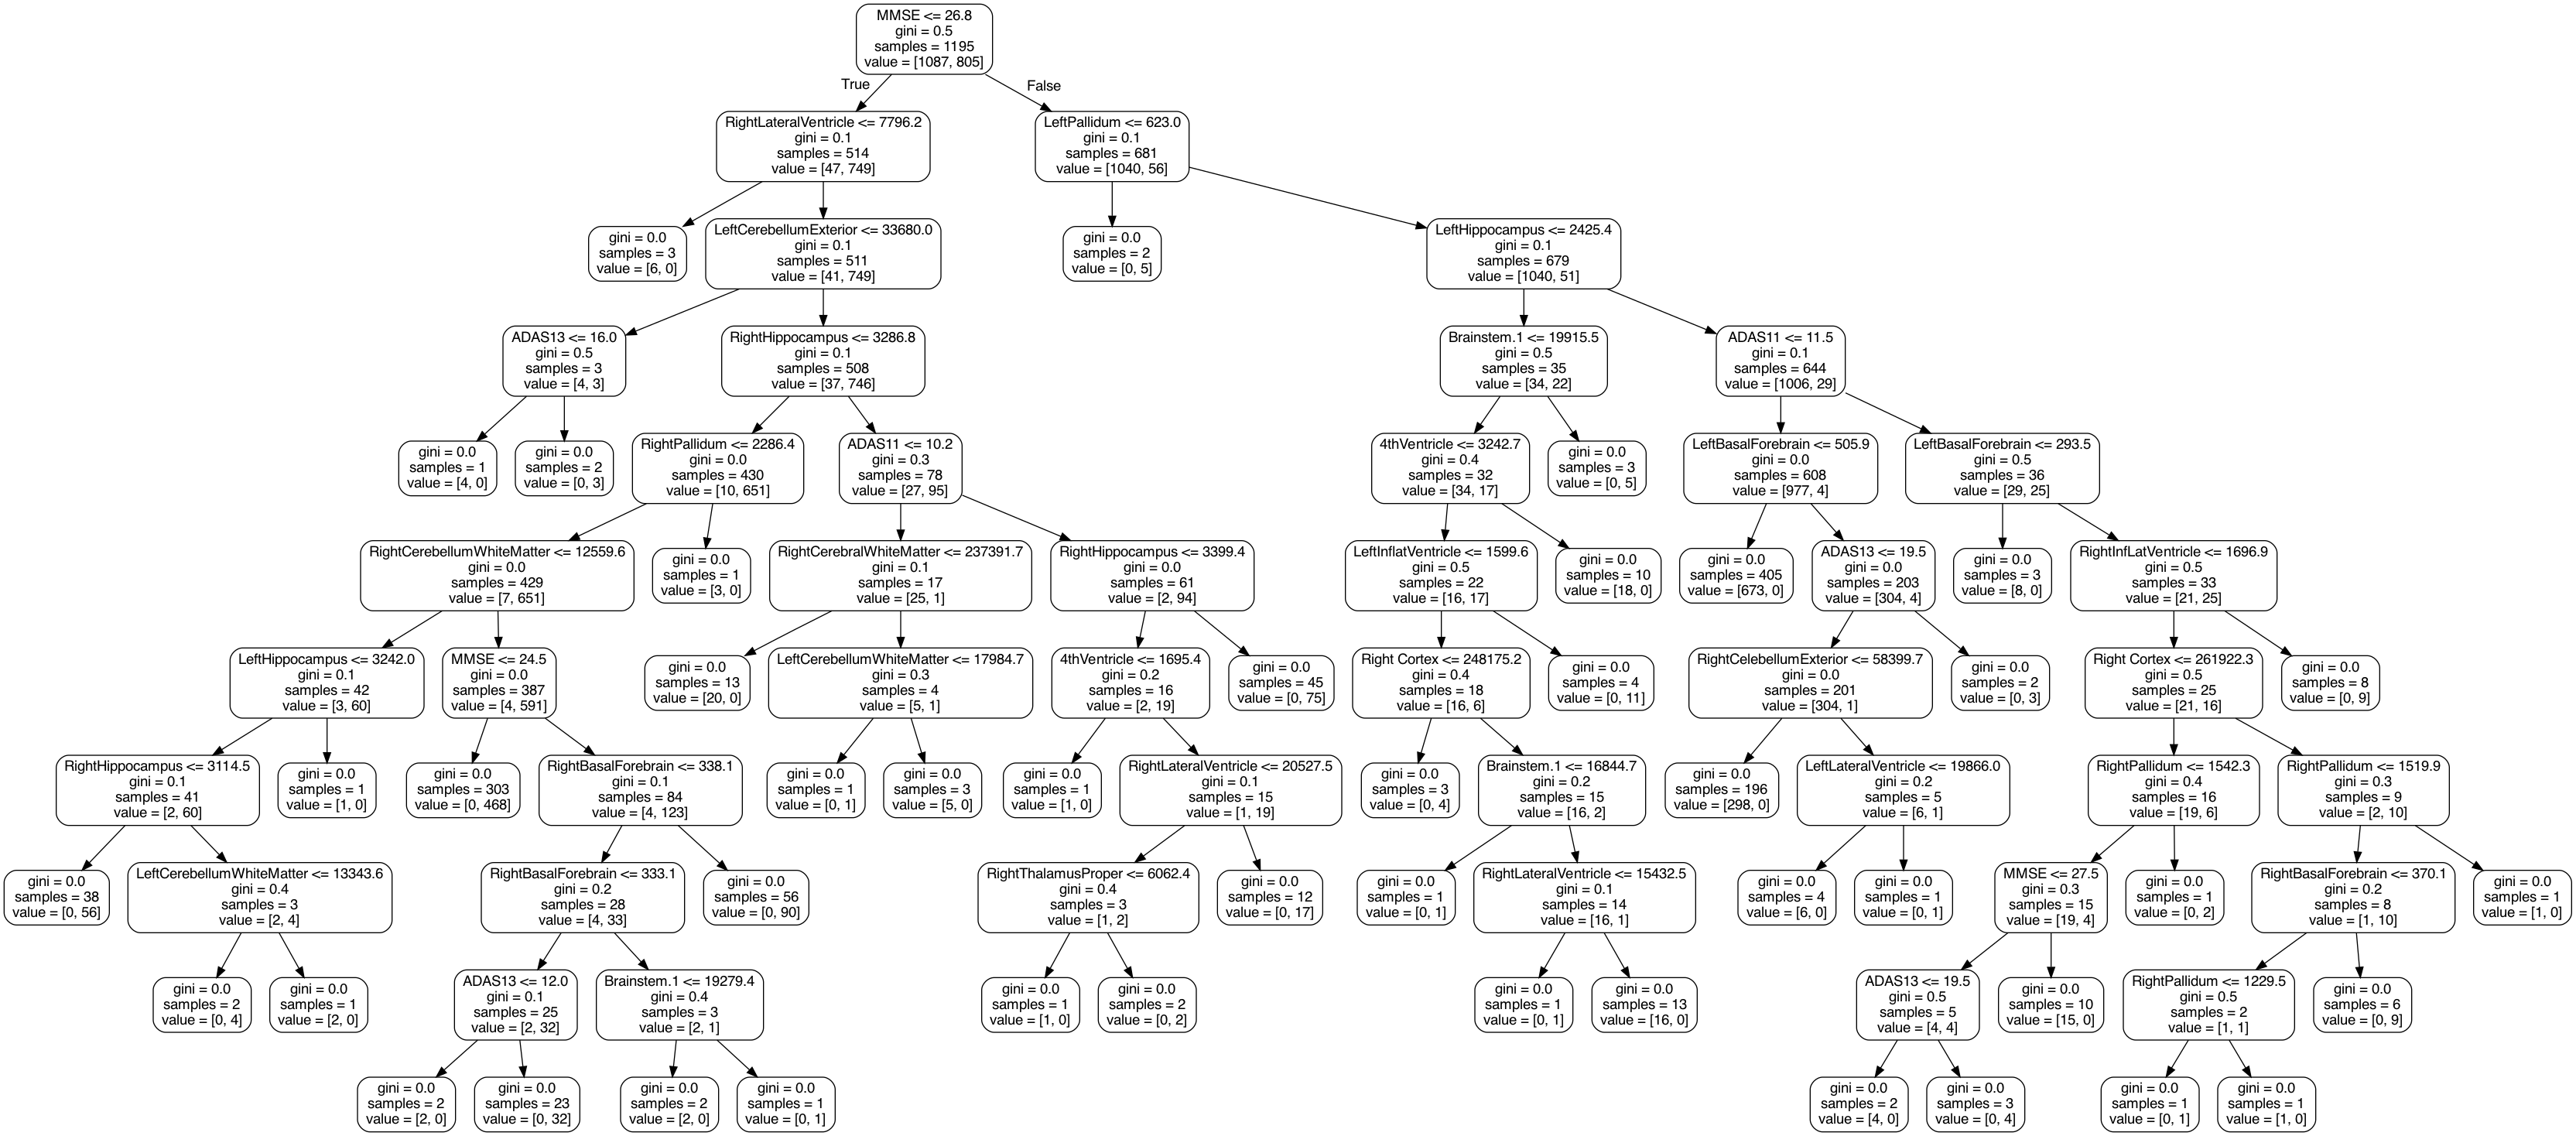 MMSE <= 26.8
gini = 0.5
samples = 1195
value = [1087, 805]
True
False
RightLateralVentricle <= 7796.2
gini = 0.1
samples = 514
value = [47, 749]
LeftPallidum <= 623.0
gini = 0.1
samples = 681
value = [1040, 56]
gini = 0.0
samples = 3
value = [6, 0]
LeftCerebellumExterior <= 33680.0
gini = 0.1
samples = 511
value = [41, 749]
gini = 0.0
samples = 2
value = [0, 5]
LeftHippocampus <= 2425.4
gini = 0.1
samples = 679
value = [1040, 51]
ADAS13 <= 16.0
gini = 0.5
samples = 3
value = [4, 3]
RightHippocampus <= 3286.8
gini = 0.1
samples = 508
value = [37, 746]
Brainstem.1 <= 19915.5
gini = 0.5
samples = 35
value = [34, 22]
ADAS11 <= 11.5
gini = 0.1
samples = 644
value = [1006, 29]
gini = 0.0
samples = 1
value = [4, 0]
gini = 0.0
samples = 2
value = [0, 3]
RightPallidum <= 2286.4
gini = 0.0
samples = 430
value = [10, 651]
ADAS11 <= 10.2
gini = 0.3
samples = 78
value = [27, 95]
4thVentricle <= 3242.7
gini = 0.4
samples = 32
value = [34, 17]
gini = 0.0
samples = 3
value = [0, 5]
LeftBasalForebrain <= 505.9
gini = 0.0
samples = 608
value = [977, 4]
LeftBasalForebrain <= 293.5
gini = 0.5
samples = 36
value = [29, 25]
RightCerebellumWhiteMatter <= 12559.6
gini = 0.0
samples = 429
value = [7, 651]
gini = 0.0
samples = 1
value = [3, 0]
RightCerebralWhiteMatter <= 237391.7
gini = 0.1
samples = 17
value = [25, 1]
RightHippocampus <= 3399.4
gini = 0.0
samples = 61
value = [2, 94]
LeftInflatVentricle <= 1599.6
gini = 0.5
samples = 22
value = [16, 17]
gini = 0.0
samples = 10
value = [18, 0]
gini = 0.0
samples = 405
value = [673, 0]
ADAS13 <= 19.5
gini = 0.0
samples = 203
value = [304, 4]
gini = 0.0
samples = 3
value = [8, 0]
RightInfLatVentricle <= 1696.9
gini = 0.5
samples = 33
value = [21, 25]
LeftHippocampus <= 3242.0
gini = 0.1
samples = 42
value = [3, 60]
MMSE <= 24.5
gini = 0.0
samples = 387
value = [4, 591]
gini = 0.0
samples = 13
value = [20, 0]
LeftCerebellumWhiteMatter <= 17984.7
gini = 0.3
samples = 4
value = [5, 1]
4thVentricle <= 1695.4
gini = 0.2
samples = 16
value = [2, 19]
gini = 0.0
samples = 45
value = [0, 75]
Right Cortex <= 248175.2
gini = 0.4
samples = 18
value = [16, 6]
gini = 0.0
samples = 4
value = [0, 11]
RightCelebellumExterior <= 58399.7
gini = 0.0
samples = 201
value = [304, 1]
gini = 0.0
samples = 2
value = [0, 3]
Right Cortex <= 261922.3
gini = 0.5
samples = 25
value = [21, 16]
gini = 0.0
samples = 8
value = [0, 9]
RightHippocampus <= 3114.5
gini = 0.1
samples = 41
value = [2, 60]
gini = 0.0
samples = 1
value = [1, 0]
gini = 0.0
samples = 303
value = [0, 468]
RightBasalForebrain <= 338.1
gini = 0.1
samples = 84
value = [4, 123]
gini = 0.0
samples = 1
value = [0, 1]
gini = 0.0
samples = 3
value = [5, 0]
gini = 0.0
samples = 1
value = [1, 0]
RightLateralVentricle <= 20527.5
gini = 0.1
samples = 15
value = [1, 19]
gini = 0.0
samples = 3
value = [0, 4]
Brainstem.1 <= 16844.7
gini = 0.2
samples = 15
value = [16, 2]
gini = 0.0
samples = 196
value = [298, 0]
LeftLateralVentricle <= 19866.0
gini = 0.2
samples = 5
value = [6, 1]
RightPallidum <= 1542.3
gini = 0.4
samples = 16
value = [19, 6]
RightPallidum <= 1519.9
gini = 0.3
samples = 9
value = [2, 10]
gini = 0.0
samples = 38
value = [0, 56]
LeftCerebellumWhiteMatter <= 13343.6
gini = 0.4
samples = 3
value = [2, 4]
RightBasalForebrain <= 333.1
gini = 0.2
samples = 28
value = [4, 33]
gini = 0.0
samples = 56
value = [0, 90]
RightThalamusProper <= 6062.4
gini = 0.4
samples = 3
value = [1, 2]
gini = 0.0
samples = 12
value = [0, 17]
gini = 0.0
samples = 1
value = [0, 1]
RightLateralVentricle <= 15432.5
gini = 0.1
samples = 14
value = [16, 1]
gini = 0.0
samples = 4
value = [6, 0]
gini = 0.0
samples = 1
value = [0, 1]
MMSE <= 27.5
gini = 0.3
samples = 15
value = [19, 4]
gini = 0.0
samples = 1
value = [0, 2]
RightBasalForebrain <= 370.1
gini = 0.2
samples = 8
value = [1, 10]
gini = 0.0
samples = 1
value = [1, 0]
gini = 0.0
samples = 2
value = [0, 4]
gini = 0.0
samples = 1
value = [2, 0]
ADAS13 <= 12.0
gini = 0.1
samples = 25
value = [2, 32]
Brainstem.1 <= 19279.4
gini = 0.4
samples = 3
value = [2, 1]
gini = 0.0
samples = 1
value = [1, 0]
gini = 0.0
samples = 2
value = [0, 2]
gini = 0.0
samples = 1
value = [0, 1]
gini = 0.0
samples = 13
value = [16, 0]
ADAS13 <= 19.5
gini = 0.5
samples = 5
value = [4, 4]
gini = 0.0
samples = 10
value = [15, 0]
RightPallidum <= 1229.5
gini = 0.5
samples = 2
value = [1, 1]
gini = 0.0
samples = 6
value = [0, 9]
gini = 0.0
samples = 2
value = [2, 0]
gini = 0.0
samples = 23
value = [0, 32]
gini = 0.0
samples = 2
value = [2, 0]
gini = 0.0
samples = 1
value = [0, 1]
gini = 0.0
samples = 2
value = [4, 0]
gini = 0.0
samples = 3
value = [0, 4]
gini = 0.0
samples = 1
value = [0, 1]
gini = 0.0
samples = 1
value = [1, 0]